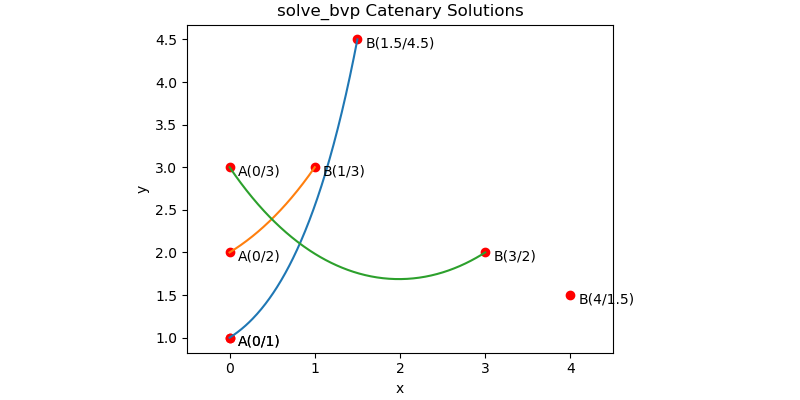 solve_bvp Catenary Solutions
4.5
B(1.5/4.5)
4.0
3.5
3.0
A(0/3)
B(1/3)
y
2.5
2.0
A(0/2)
B(3/2)
1.5
B(4/1.5)
1.0
A(0/1)
0 1 2 3 4
x